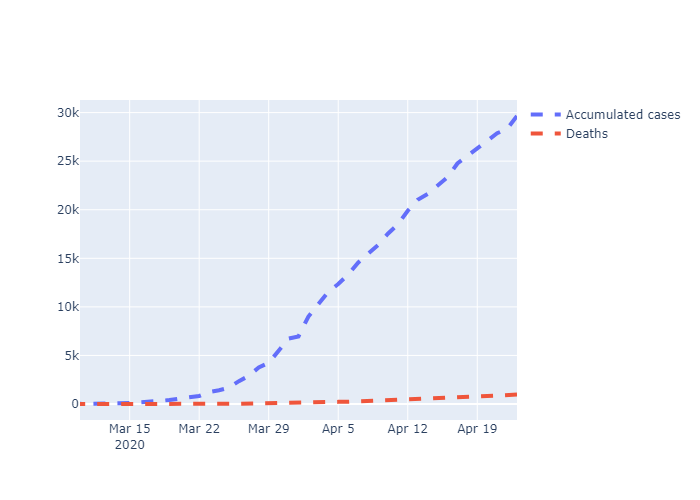 30k
25k
20k
15k
10k
5k
0
Mar 15
2020
Mar 22
Mar 29
Apr 5
Apr 12
Apr 19
Accumulated cases
Deaths